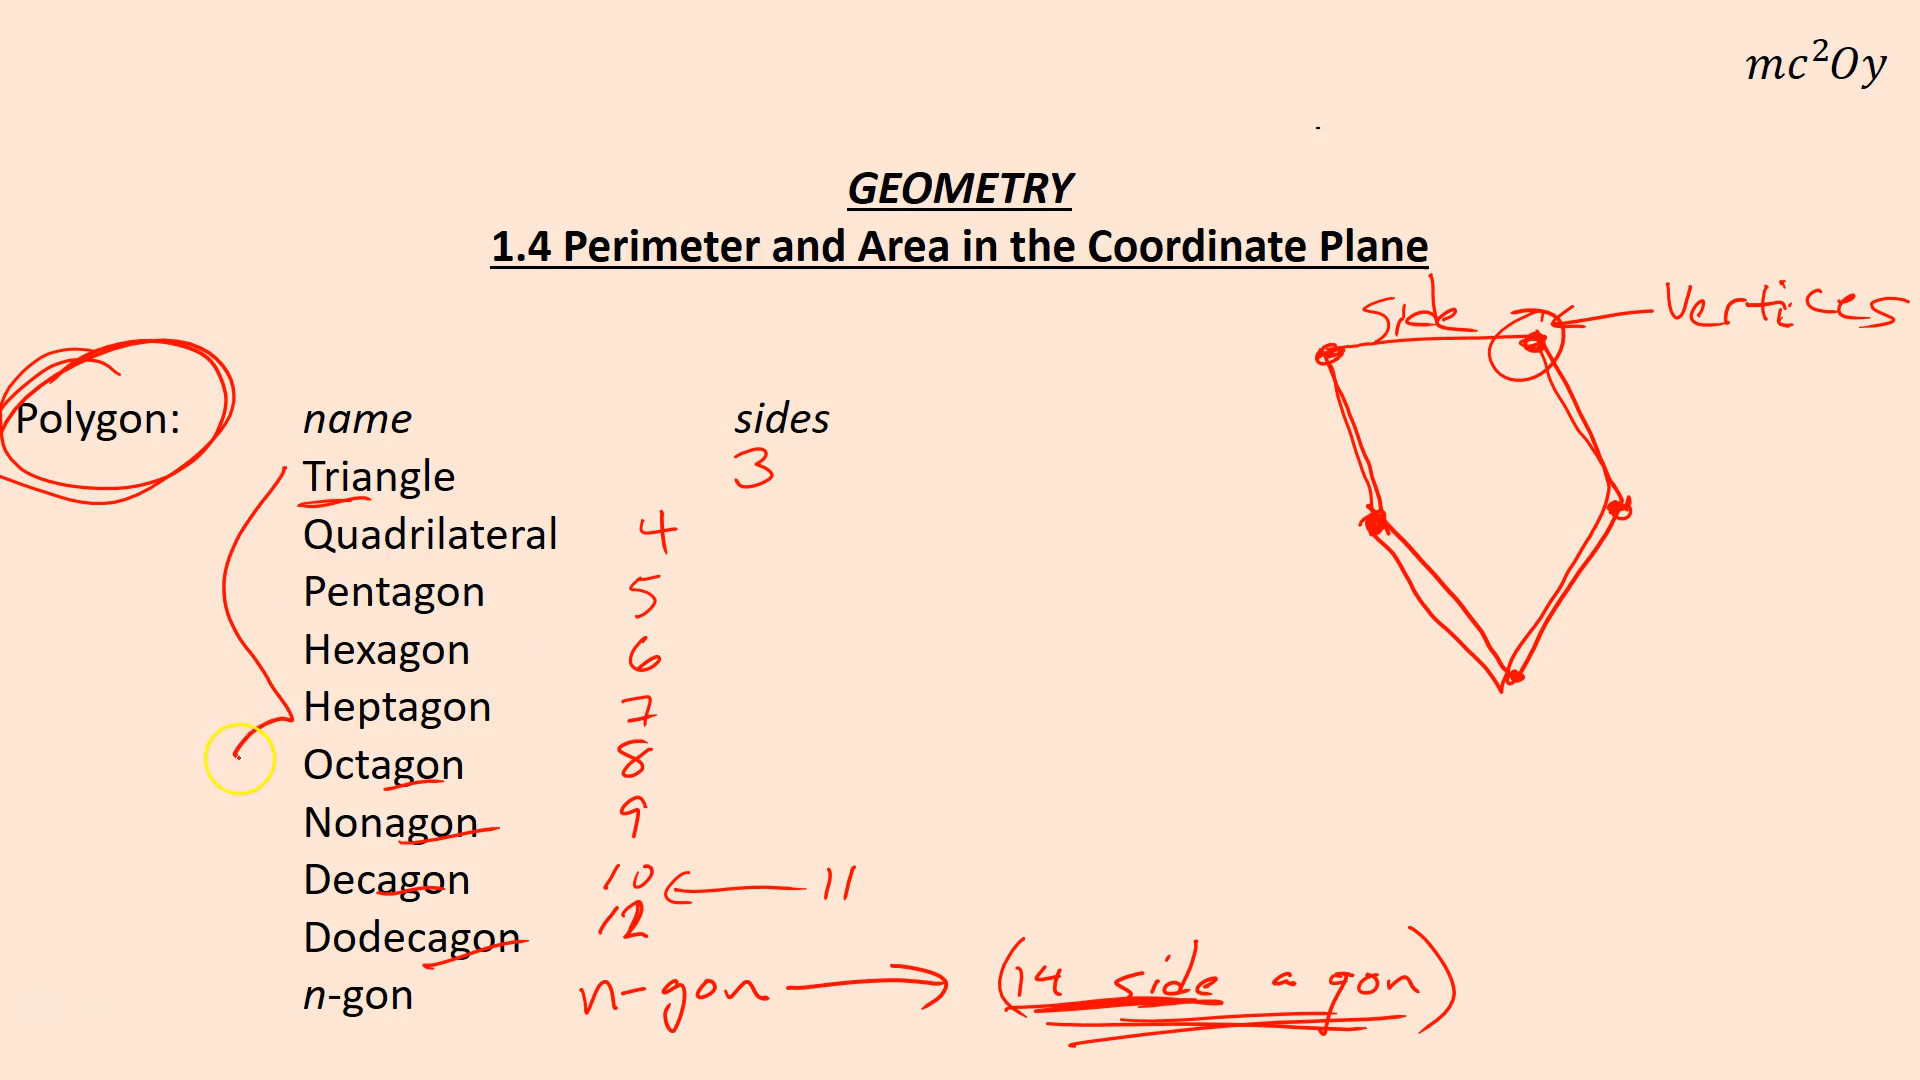 mc²Oy
GEOMETRY
1.4 Perimeter and Area in the Coordinate Plane
side
vertices
Polygon: name sides
Triangle 3
Quadrilateral 4
Pentagon 5
Hexagon 6
Heptagon 7
Octagon 8
Nonagon 9
Decagon 10 11
Dodecagon 12
n-gon n-gon (14 side a gon)